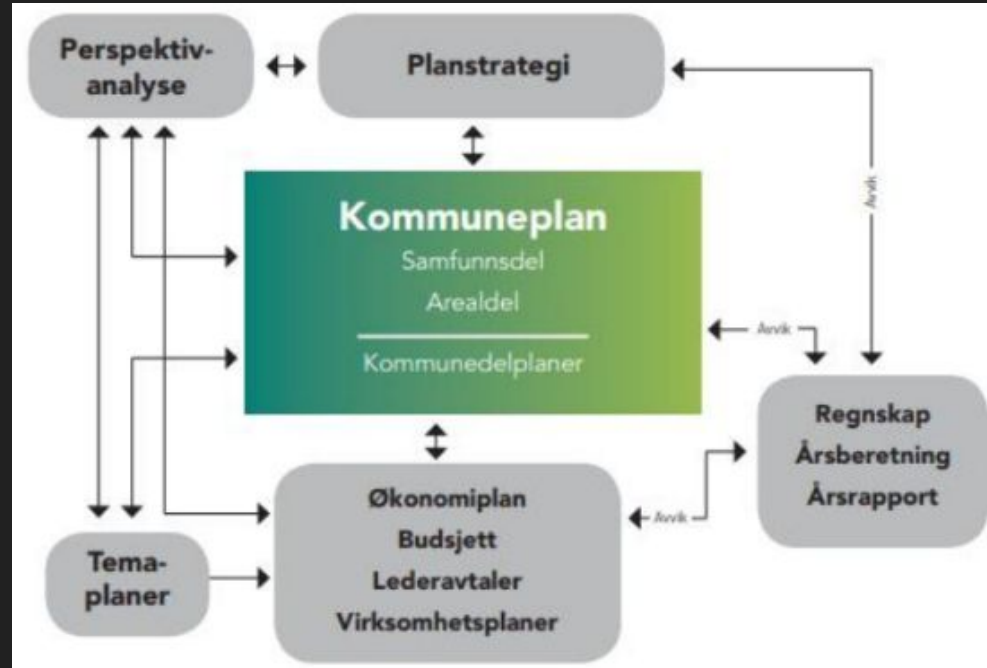 Perspektiv-
analyse
Planstrategi
Avvik
Kommuneplan
Samfunnsdel
Arealdel
Kommunedelplaner
Avvik
Regnskap
Årsberetning
Årsrapport
Økonomiplan
Budsjett
Lederavtaler
Virksomhetsplaner
Avvik
Tema-
planer